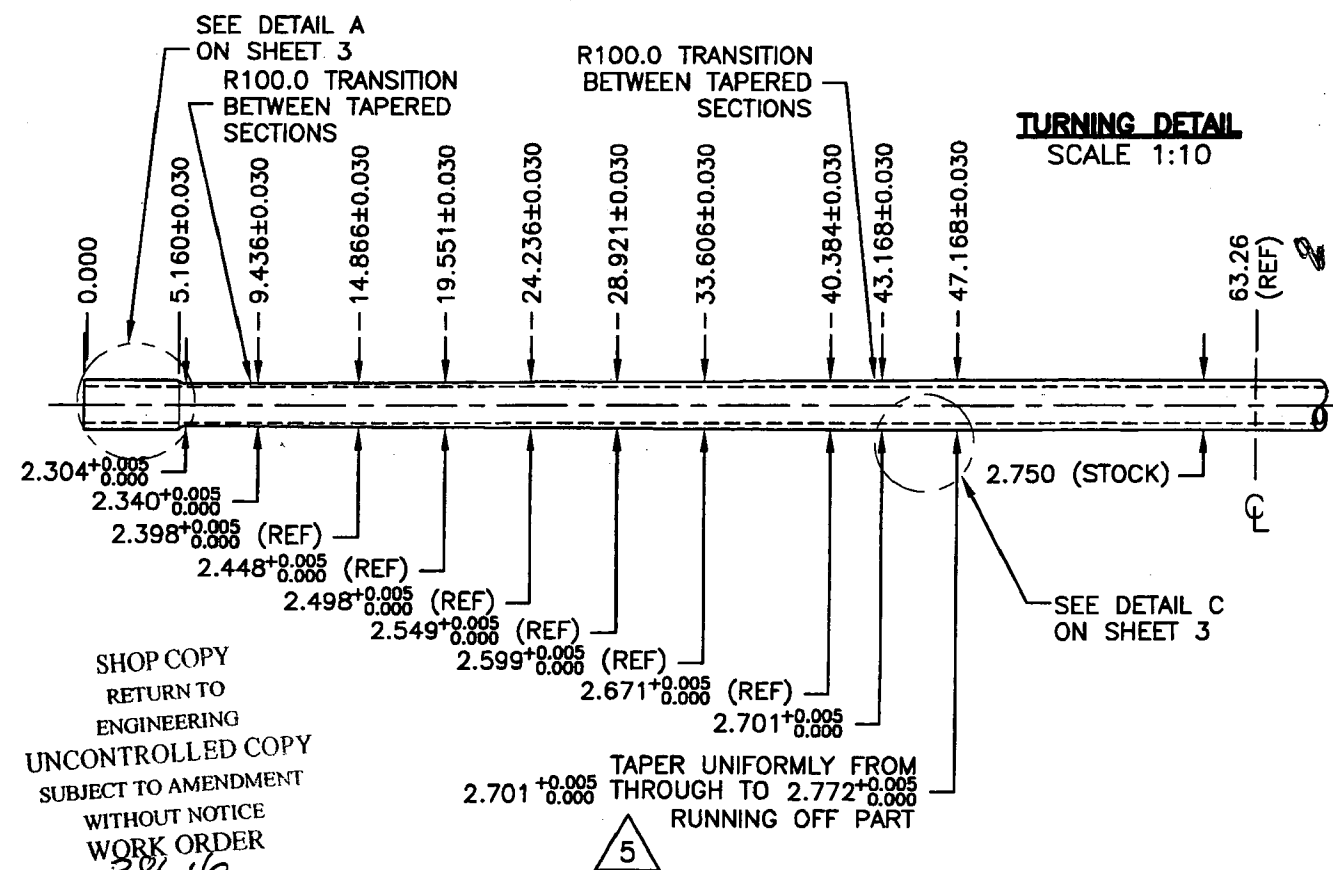 SEE DETAIL A
ON SHEET 3
R100.0 TRANSITION
BETWEEN TAPERED
SECTIONS
R100.0 TRANSITION
BETWEEN TAPERED
SECTIONS
TURNING DETAIL
SCALE 1:10
0.000
5.160±0.030
9.436±0.030
14.866±0.030
19.551±0.030
24.236±0.030
28.921±0.030
33.606±0.030
40.384±0.030
43.168±0.030
47.168±0.030
63.26
(REF)
2.304+0.005 0.000
2.340+0.005 0.000
2.398+0.005 0.000 (REF)
2.448+0.005 0.000 (REF)
2.498+0.005 0.000 (REF)
2.549+0.005 0.000 (REF)
2.599+0.005 0.000 (REF)
2.671+0.005 0.000 (REF)
2.701+0.005 0.000
2.750 (STOCK)
SEE DETAIL C
ON SHEET 3
TAPER UNIFORMLY FROM
2.701 +0.005 0.000 THROUGH TO 2.772+0.005 0.000
RUNNING OFF PART
5
SHOP COPY
RETURN TO
ENGINEERING
UNCONTROLLED COPY
SUBJECT TO AMENDMENT
WITHOUT NOTICE
WORK ORDER